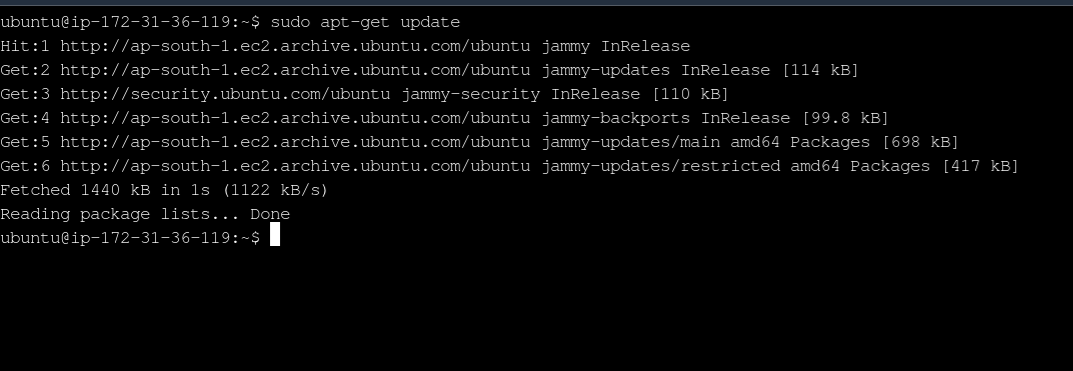 ubuntu@ip-172-31-36-119:~$ sudo apt-get update
Hit:1 http://ap-south-1.ec2.archive.ubuntu.com/ubuntu jammy InRelease
Get:2 http://ap-south-1.ec2.archive.ubuntu.com/ubuntu jammy-updates InRelease [114 kB]
Get:3 http://security.ubuntu.com/ubuntu jammy-security InRelease [110 kB]
Get:4 http://ap-south-1.ec2.archive.ubuntu.com/ubuntu jammy-backports InRelease [99.8 kB]
Get:5 http://ap-south-1.ec2.archive.ubuntu.com/ubuntu jammy-updates/main amd64 Packages [698 kB]
Get:6 http://ap-south-1.ec2.archive.ubuntu.com/ubuntu jammy-updates/restricted amd64 Packages [417 kB]
Fetched 1440 kB in 1s (1122 kB/s)
Reading package lists... Done
ubuntu@ip-172-31-36-119:~$